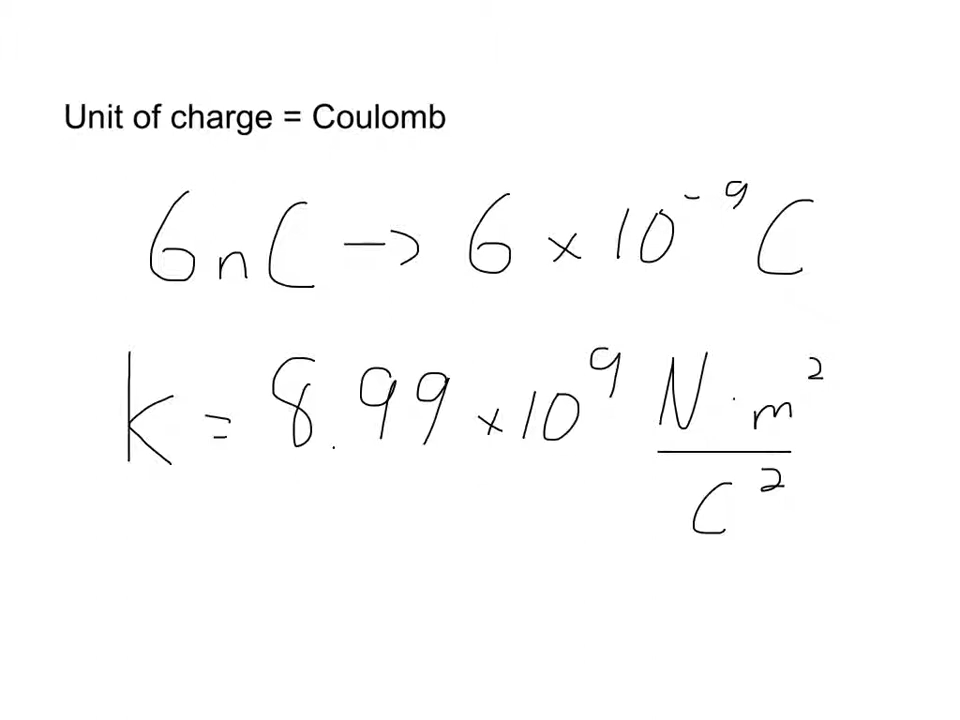 Unit of charge = Coulomb
6nC → 6 × 10⁻⁹ C
k = 8.99 × 10⁹ N·m²
C²